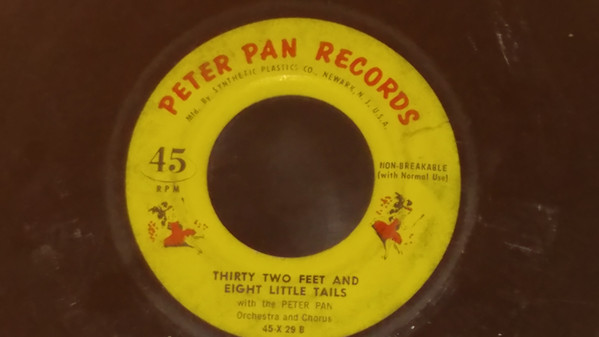 PETER PAN RECORDS
Mfg. By SYNTHETIC PLASTICS CO., NEWARK, N.J., U.S.A.
45
RPM
NON-BREAKABLE
(with Normal Use)
THIRTY TWO FEET AND
EIGHT LITTLE TAILS
with the PETER PAN
Orchestra and Chorus
45-X 29 B